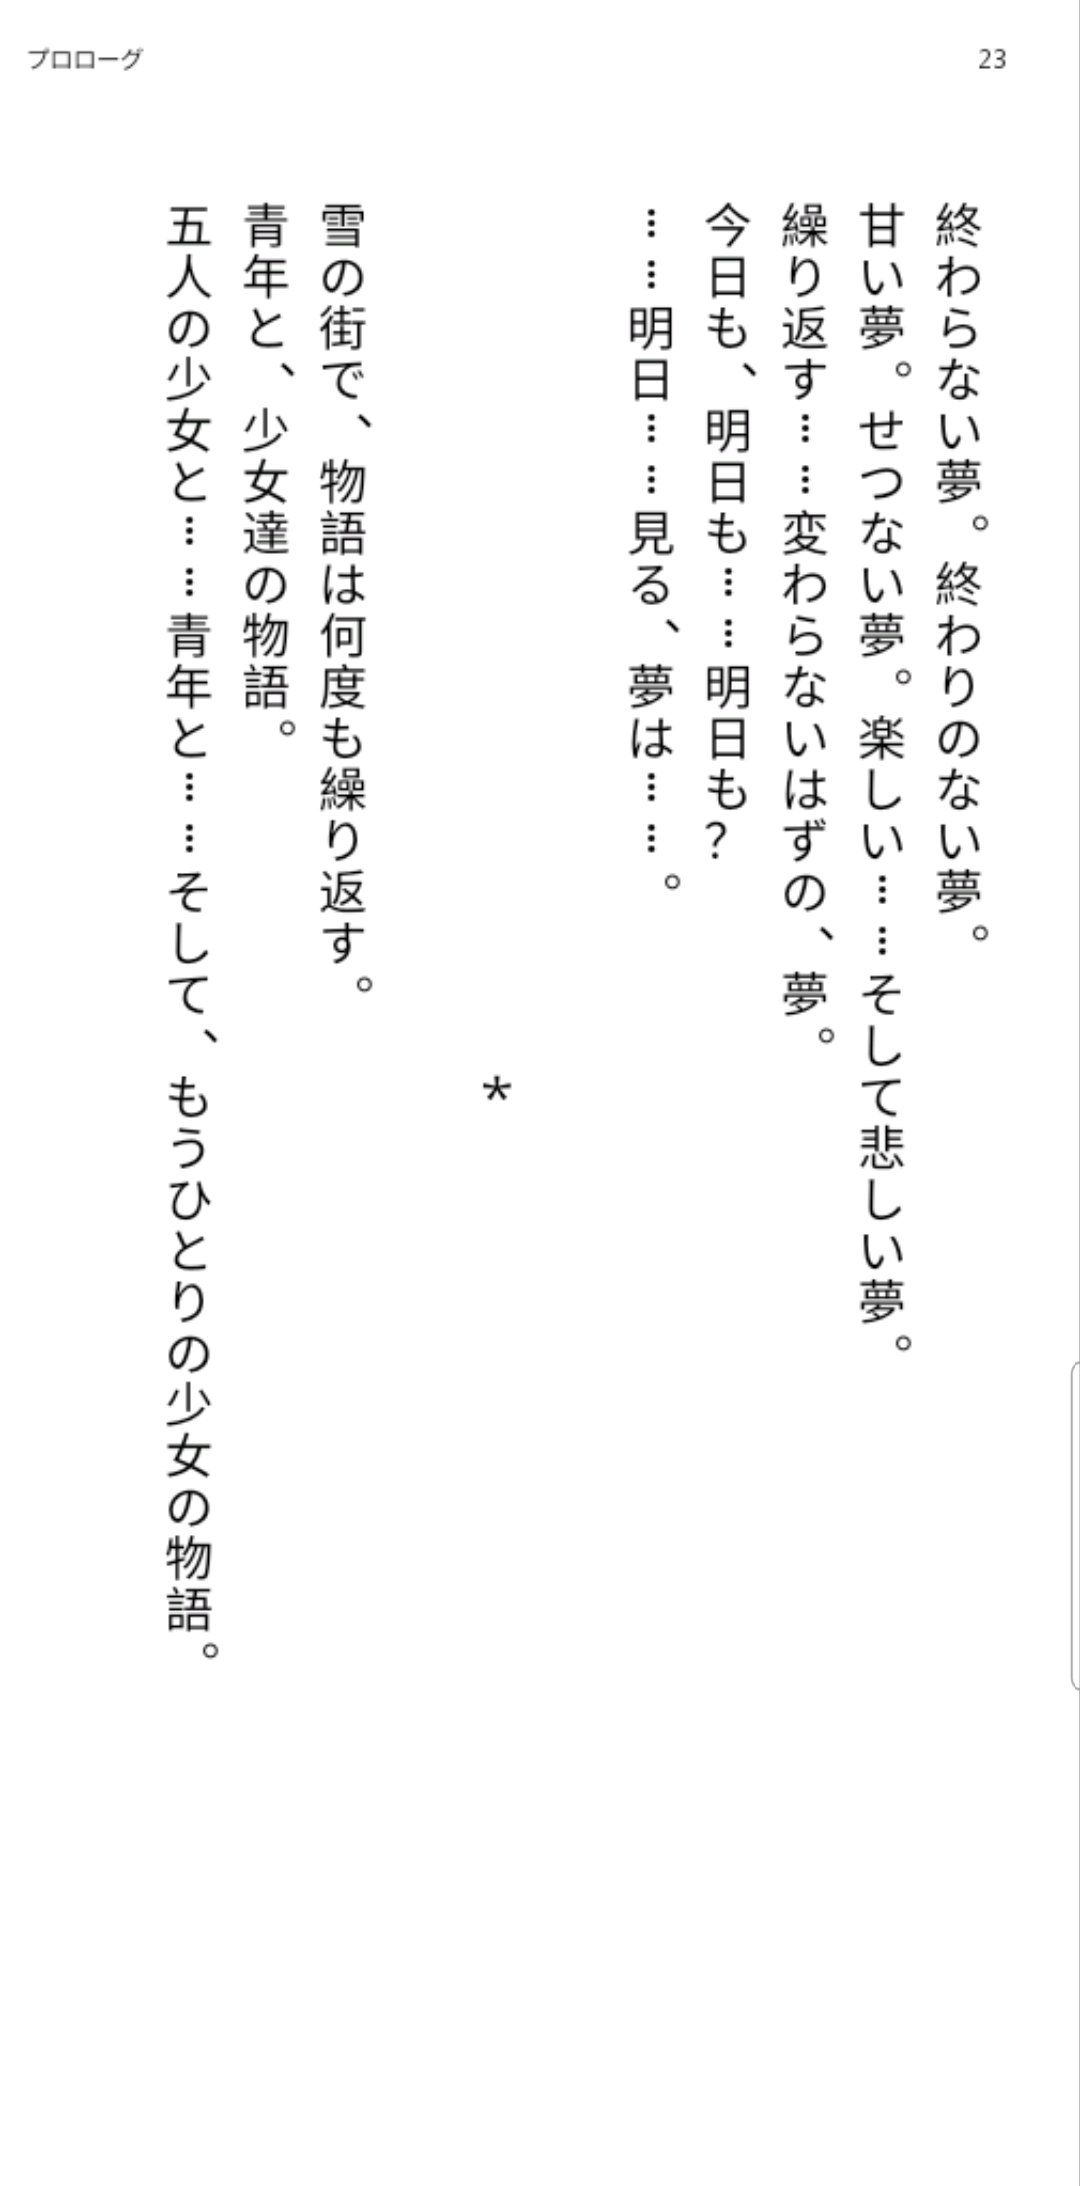 プロローグ
23
終わらない夢。終わりのない夢。
甘い夢。せつない夢。楽しい……そして悲しい夢。
繰り返す……変わらないはずの、夢。
今日も、明日も……明日も？
……明日……見る、夢は……。
*
雪の街で、物語は何度も繰り返す。
青年と、少女達の物語。
五人の少女と……青年と……そして、もうひとりの少女の物語。